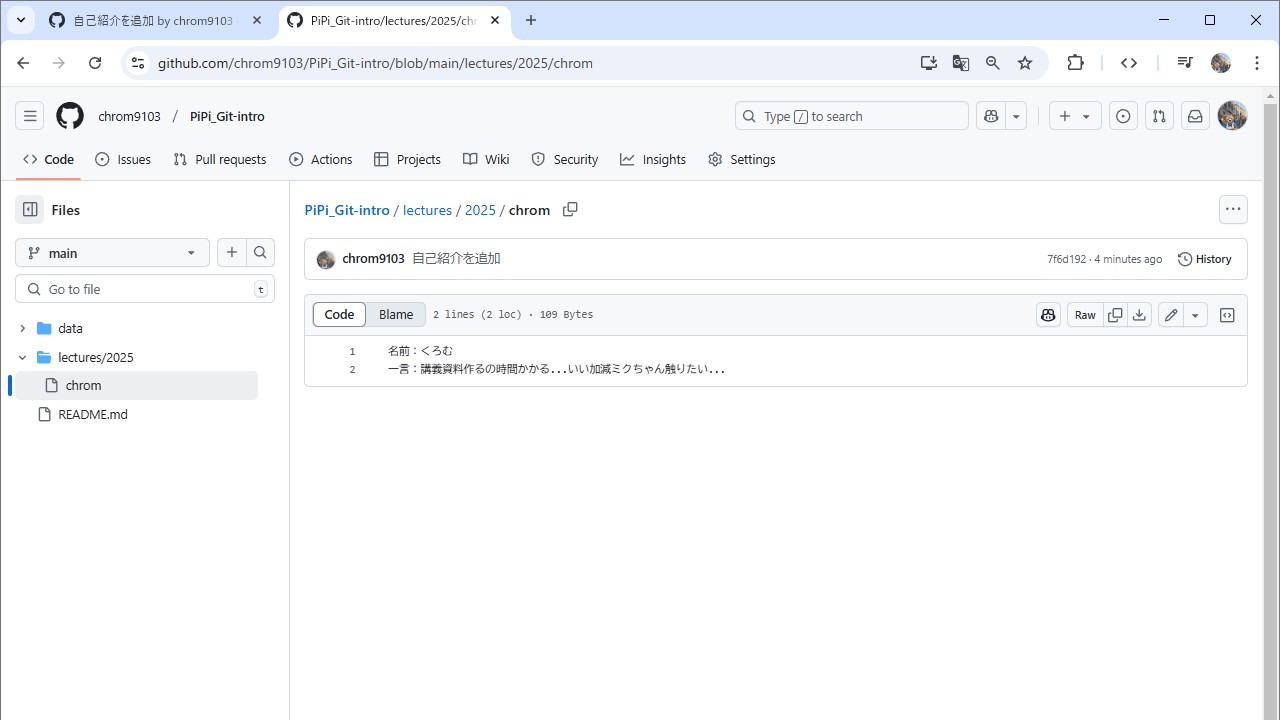 自己紹介を追加 by chrom9103
PiPi_Git-intro/lectures/2025/chr
github.com/chrom9103/PiPi_Git-intro/blob/main/lectures/2025/chrom
chrom9103 / PiPi_Git-intro
Type / to search
Code Issues Pull requests Actions Projects Wiki Security Insights Settings
Files
main
Go to file t
data
lectures/2025
chrom
README.md
PiPi_Git-intro / lectures / 2025 / chrom
chrom9103 自己紹介を追加 7f6d192 · 4 minutes ago History
Code Blame 2 lines (2 loc) · 109 Bytes Raw
1 名前：くろむ
2 一言：講義資料作るの時間かかる...いい加減ミクちゃん触りたい...